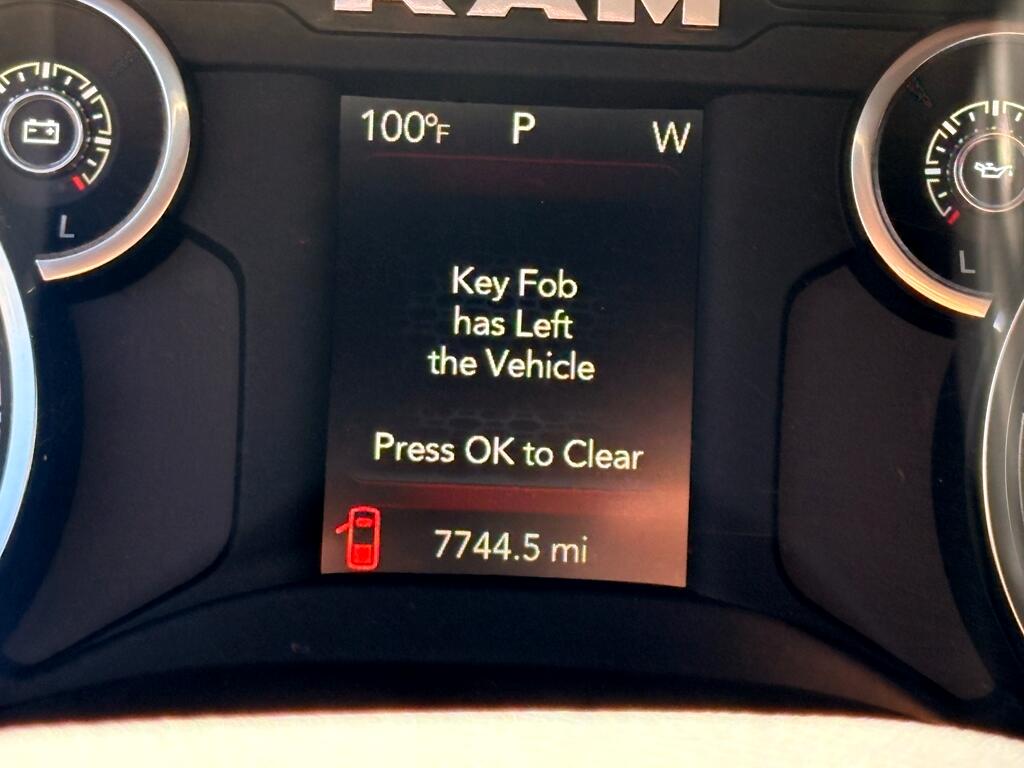 RAM
100°F P W
L
L
Key Fob
has Left
the Vehicle
Press OK to Clear
7744.5 mi